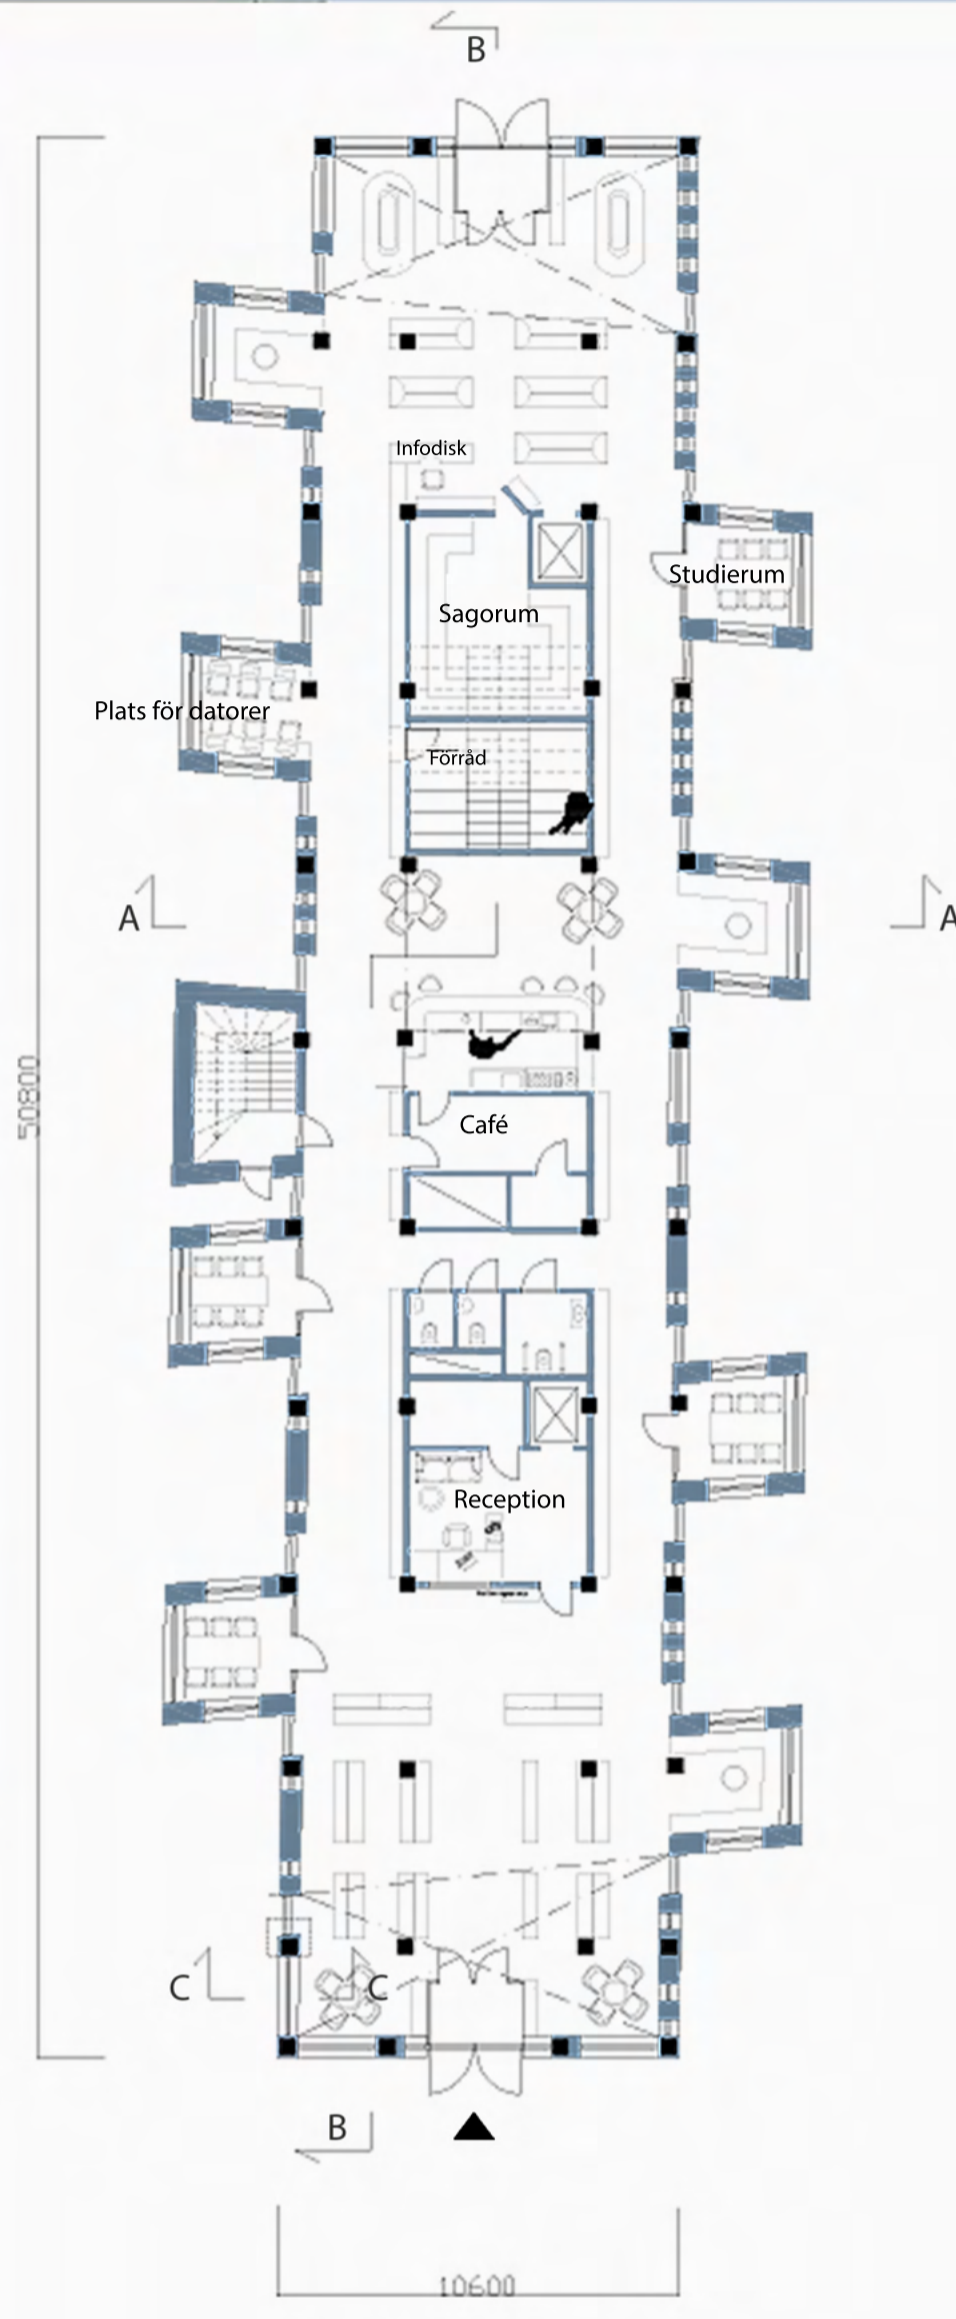 B
Infodisk
Studierum
Sagorum
Plats för datorer
Förråd
A
A
50800
Café
Reception
C
C
B
10600